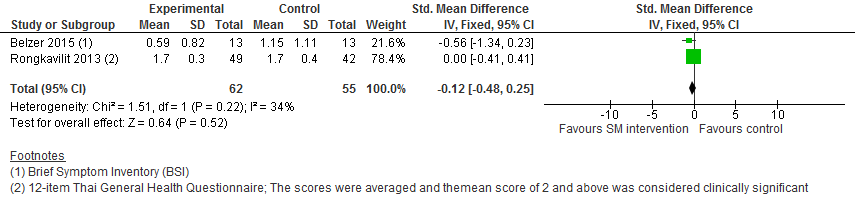 Experimental Control Std. Mean Difference Std. Mean Difference
Study or Subgroup Mean SD Total Mean SD Total Weight IV, Fixed, 95% CI IV, Fixed, 95% CI
Belzer 2015 (1) 0.59 0.82 13 1.15 1.11 13 21.6% -0.56 [-1.34, 0.23]
Rongkavilit 2013 (2) 1.7 0.3 49 1.7 0.4 42 78.4% 0.00 [-0.41, 0.41]
Total (95% CI) 62 55 100.0% -0.12 [-0.48, 0.25]
Heterogeneity: Chi² = 1.51, df = 1 (P = 0.22); I² = 34%
Test for overall effect: Z = 0.64 (P = 0.52)
-10 -5 0 5 10
Favours SM intervention Favours control
Footnotes
(1) Brief Symptom Inventory (BSI)
(2) 12-item Thai General Health Questionnaire; The scores were averaged and themean score of 2 and above was considered clinically significant